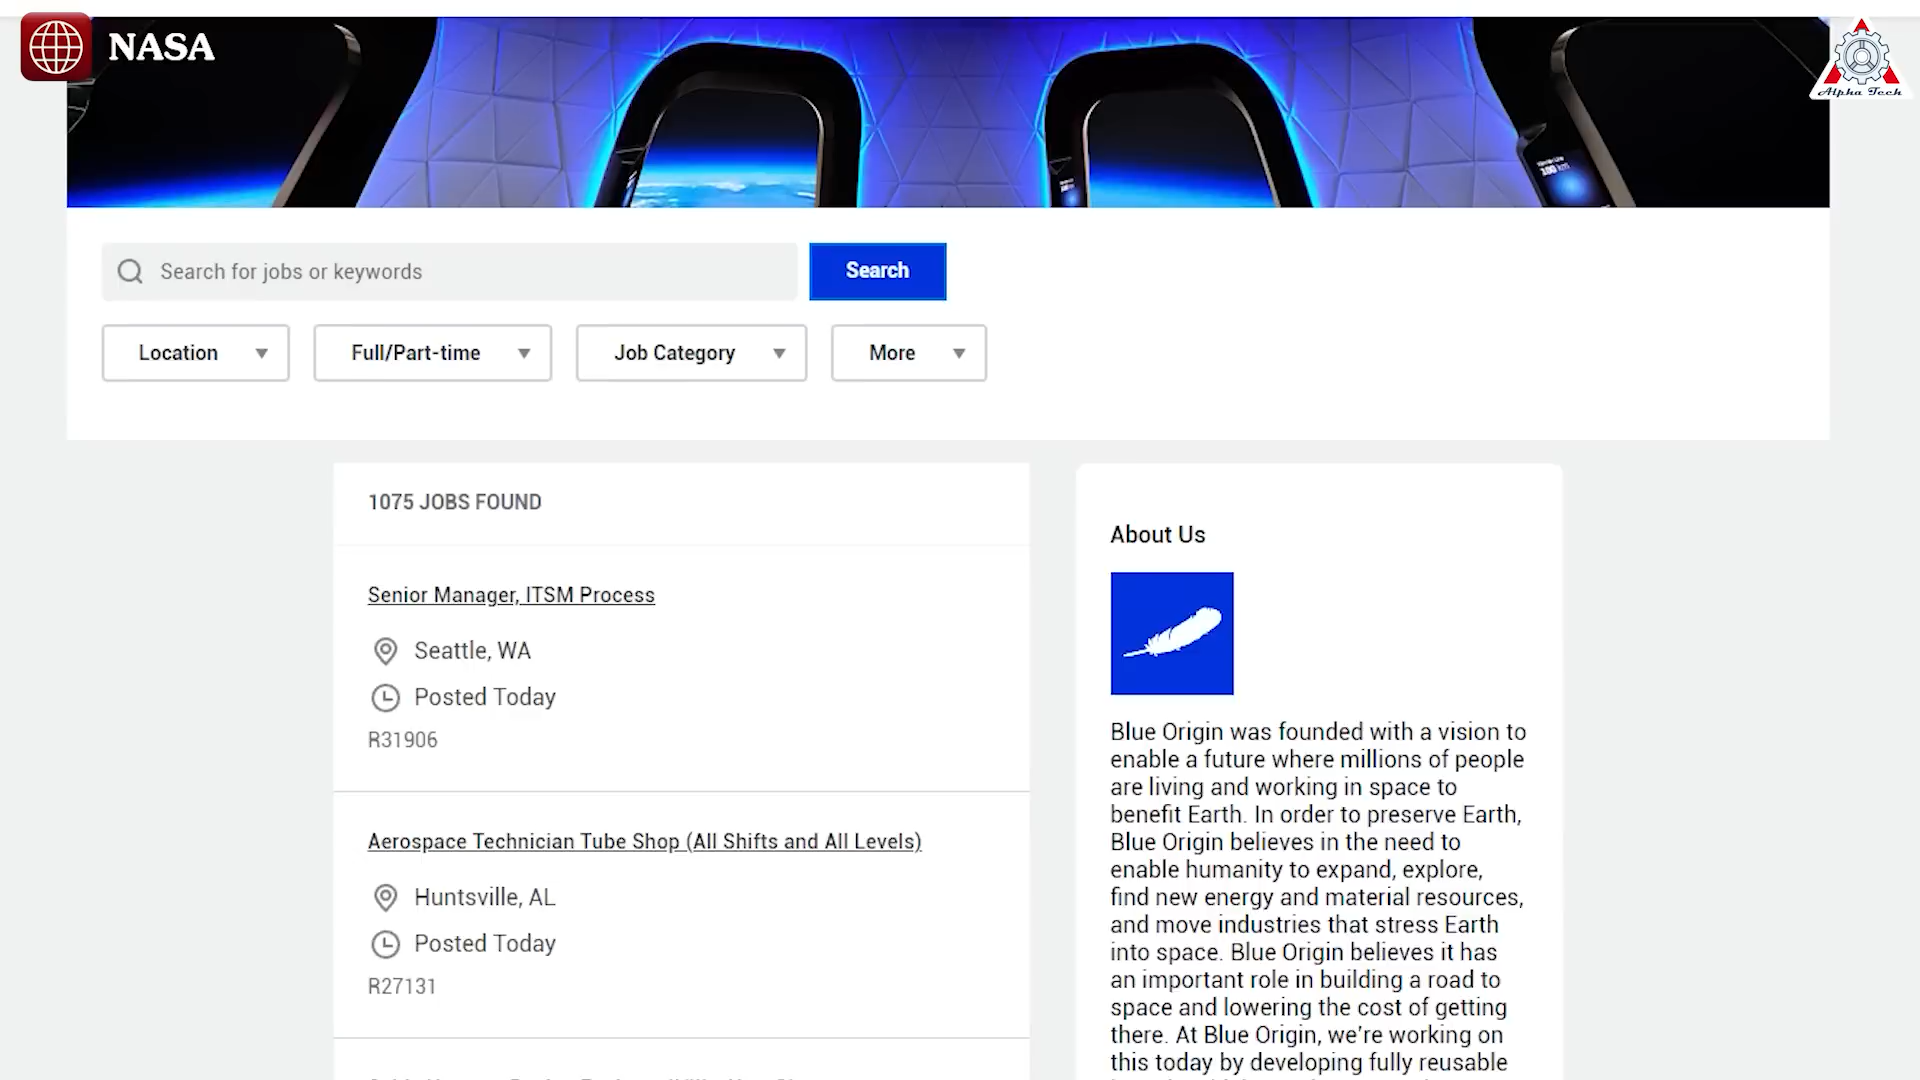 NASA
Alpha Tech
Search for jobs or keywords
Search
Location
Full/Part-time
Job Category
More
1075 JOBS FOUND
Senior Manager, ITSM Process
Seattle, WA
Posted Today
R31906
Aerospace Technician Tube Shop (All Shifts and All Levels)
Huntsville, AL
Posted Today
R27131
About Us
Blue Origin was founded with a vision to
enable a future where millions of people
are living and working in space to
benefit Earth. In order to preserve Earth,
Blue Origin believes in the need to
enable humanity to expand, explore,
find new energy and material resources,
and move industries that stress Earth
into space. Blue Origin believes it has
an important role in building a road to
space and lowering the cost of getting
there. At Blue Origin, we're working on
this today by developing fully reusable